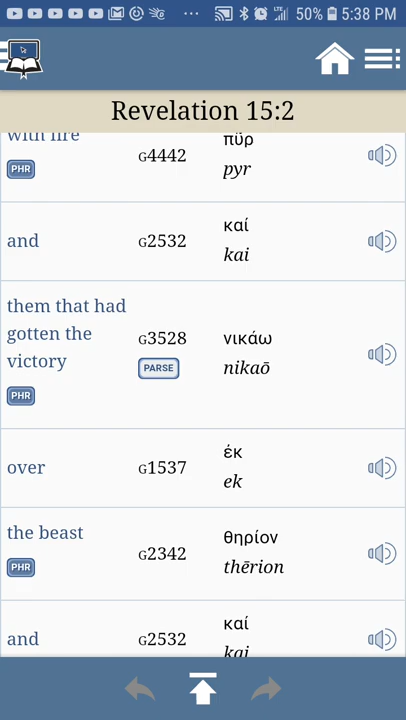 50% 5:38 PM
Revelation 15:2
with fire G4442 πῦρ
PHR pyr
and G2532 καί
kai
them that had
gotten the G3528 νικάω
victory PARSE nikaō
PHR
over G1537 ἐκ
ek
the beast G2342 θηρίον
PHR thērion
and G2532 καί
kai